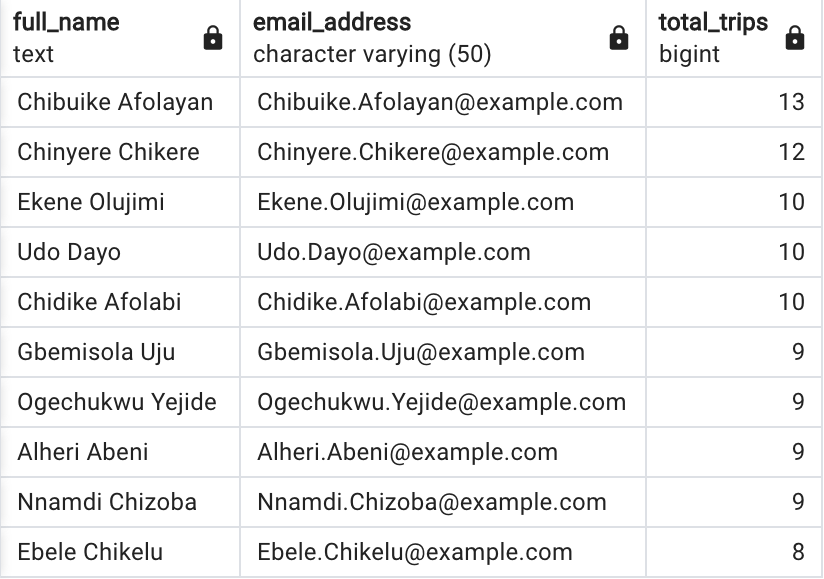 full_name email_address total_trips
text character varying (50) bigint
Chibuike Afolayan Chibuike.Afolayan@example.com 13
Chinyere Chikere Chinyere.Chikere@example.com 12
Ekene Olujimi Ekene.Olujimi@example.com 10
Udo Dayo Udo.Dayo@example.com 10
Chidike Afolabi Chidike.Afolabi@example.com 10
Gbemisola Uju Gbemisola.Uju@example.com 9
Ogechukwu Yejide Ogechukwu.Yejide@example.com 9
Alheri Abeni Alheri.Abeni@example.com 9
Nnamdi Chizoba Nnamdi.Chizoba@example.com 9
Ebele Chikelu Ebele.Chikelu@example.com 8